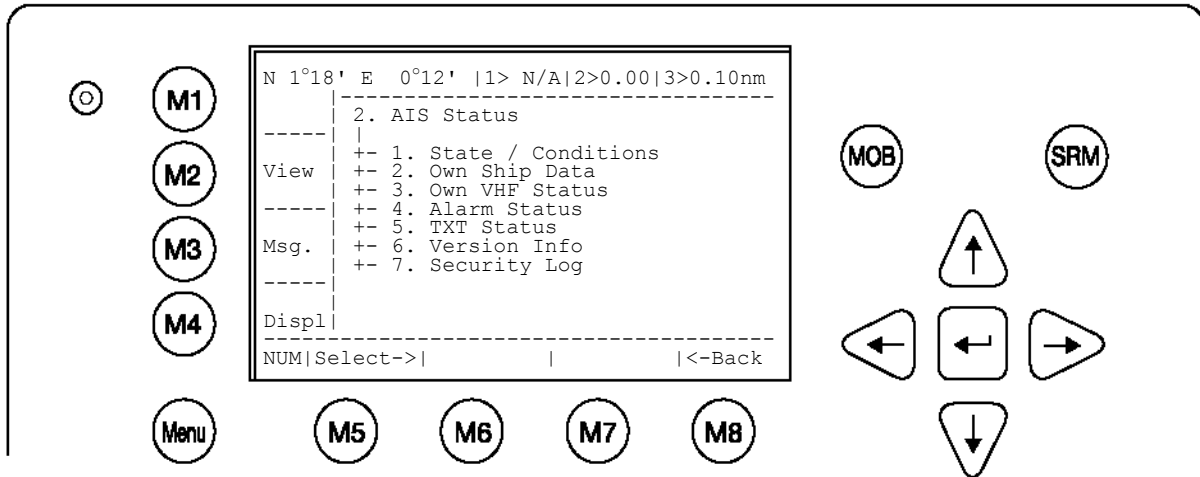 N 1°18' E 0°12' |1> N/A|2>0.00|3>0.10nm
2. AIS Status
+- 1. State / Conditions
View +- 2. Own Ship Data
+- 3. Own VHF Status
+- 4. Alarm Status
+- 5. TXT Status
Msg. +- 6. Version Info
+- 7. Security Log
Displ
NUM|Select->| | |<-Back
M1
M2
M3
M4
Menu
M5
M6
M7
M8
MOB
SRM